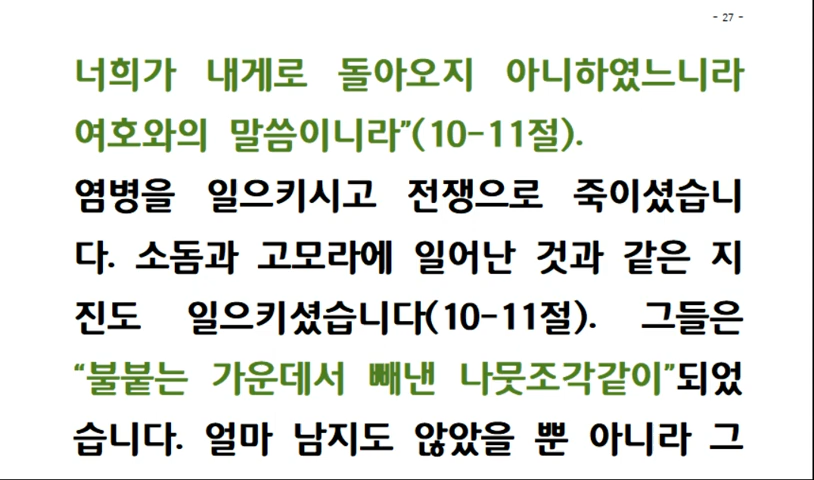 - 27 -
너희가 내게로 돌아오지 아니하였느니라
여호와의 말씀이니라”(10-11절).
염병을 일으키시고 전쟁으로 죽이셨습니
다. 소돔과 고모라에 일어난 것과 같은 지
진도 일으키셨습니다(10-11절). 그들은
“불붙는 가운데서 빼낸 나뭇조각같이”되었
습니다. 얼마 남지도 않았을 뿐 아니라 그